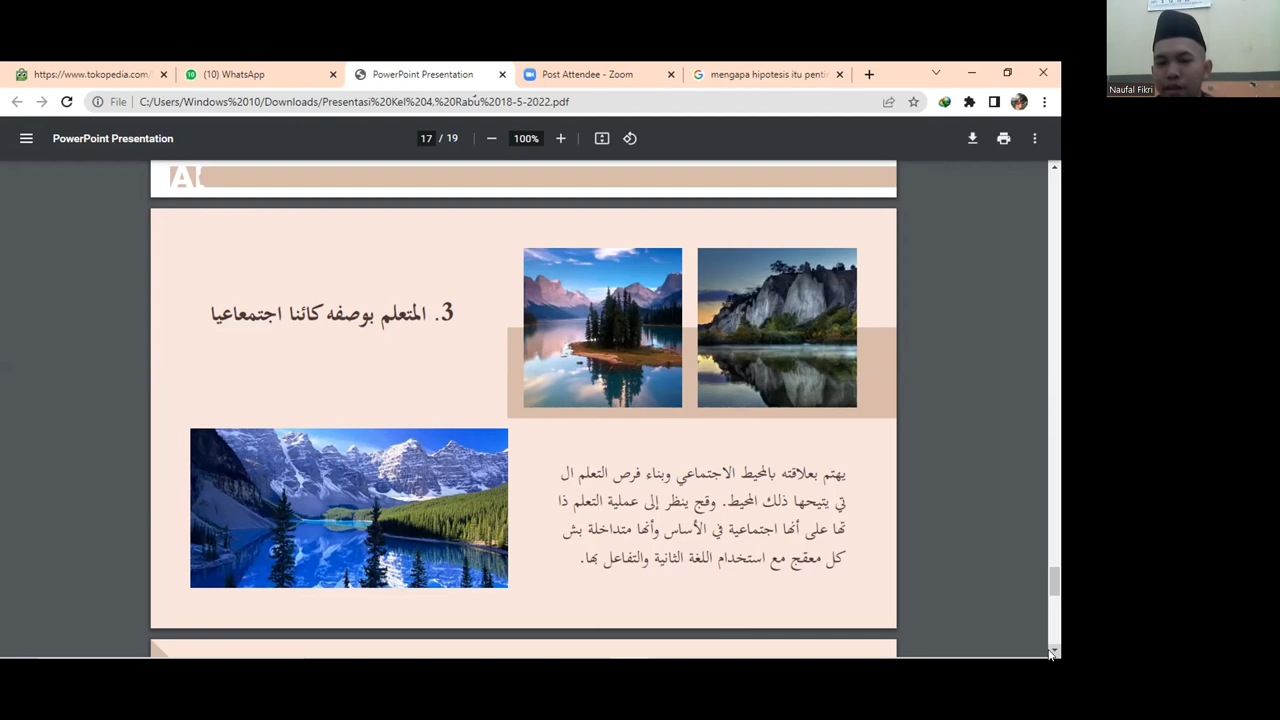 https://www.tokopedia.com/
(10) WhatsApp
PowerPoint Presentation
Post Attendee - Zoom
mengapa hipotesis itu penti
File
C:/Users/Windows%2010/Downloads/Presentasi%20Kel%204,%20Rabu%2018-5-2022.pdf
PowerPoint Presentation
17 / 19
100%
3. المتعلم بوصفه كائنا اجتمعاعيا
يهتم بعلاقته بالمحيط الاجتماعي وبناء فرص التعلم ال
تي يتيحها ذلك المحيط. وقج ينظر إلى عملية التعلم ذا
تها على أنها اجتماعية في الأساس وأنها متداخلة بش
كل معقج مع استخدام اللغة الثانية والتفاعل بها.
Naufal Fikri